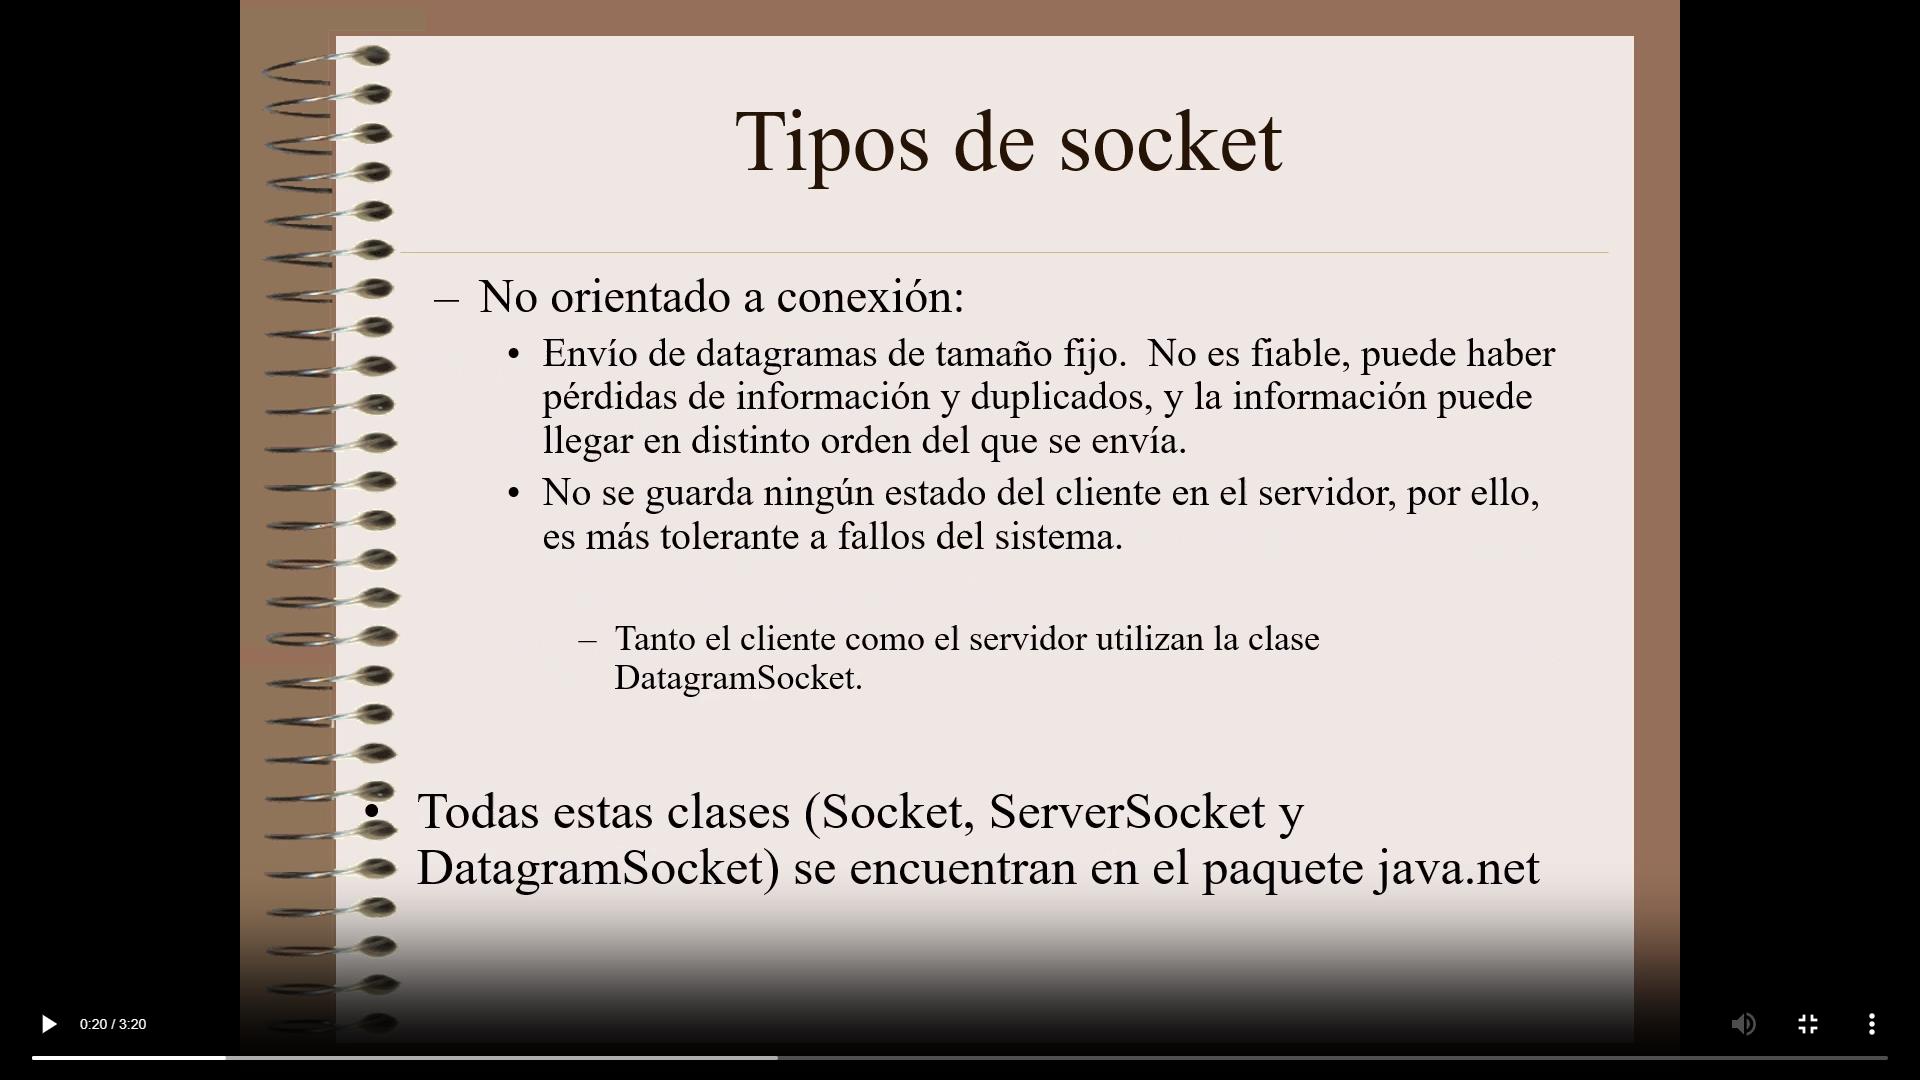 Tipos de socket
– No orientado a conexión:
• Envío de datagramas de tamaño fijo.  No es fiable, puede haber
pérdidas de información y duplicados, y la información puede
llegar en distinto orden del que se envía.
• No se guarda ningún estado del cliente en el servidor, por ello,
es más tolerante a fallos del sistema.
– Tanto el cliente como el servidor utilizan la clase
DatagramSocket.
• Todas estas clases (Socket, ServerSocket y
DatagramSocket) se encuentran en el paquete java.net
0:20 / 3:20